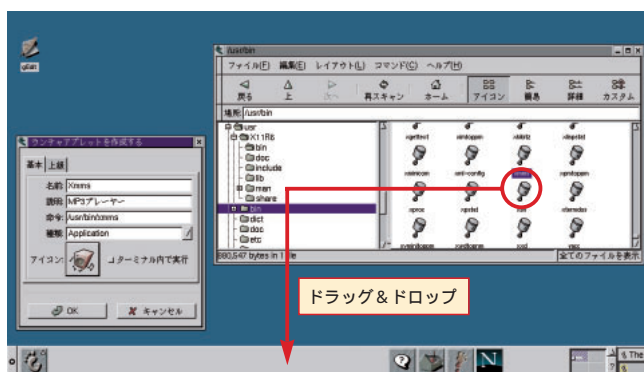 /usr/bin
ファイル(F) 編集(E) レイアウト(L) コマンド(C) ヘルプ(H)
戻る 上 再スキャン ホーム アイコン 簡易 詳細 カスタム
場所: /usr/bin
usr
X11R6
bin
doc
include
lib
man
share
bin
dict
doc
etc
xgettext
xminicom xml-config
全てのファイルを表示
ランチャアプレットを作成する
基本 上級
名前: Xmms
説明: MP3プレーヤー
命令: /usr/bin/xmms
種類: Application
アイコン: ターミナル内で実行
OK キャンセル
ドラッグ&ドロップ
N
The